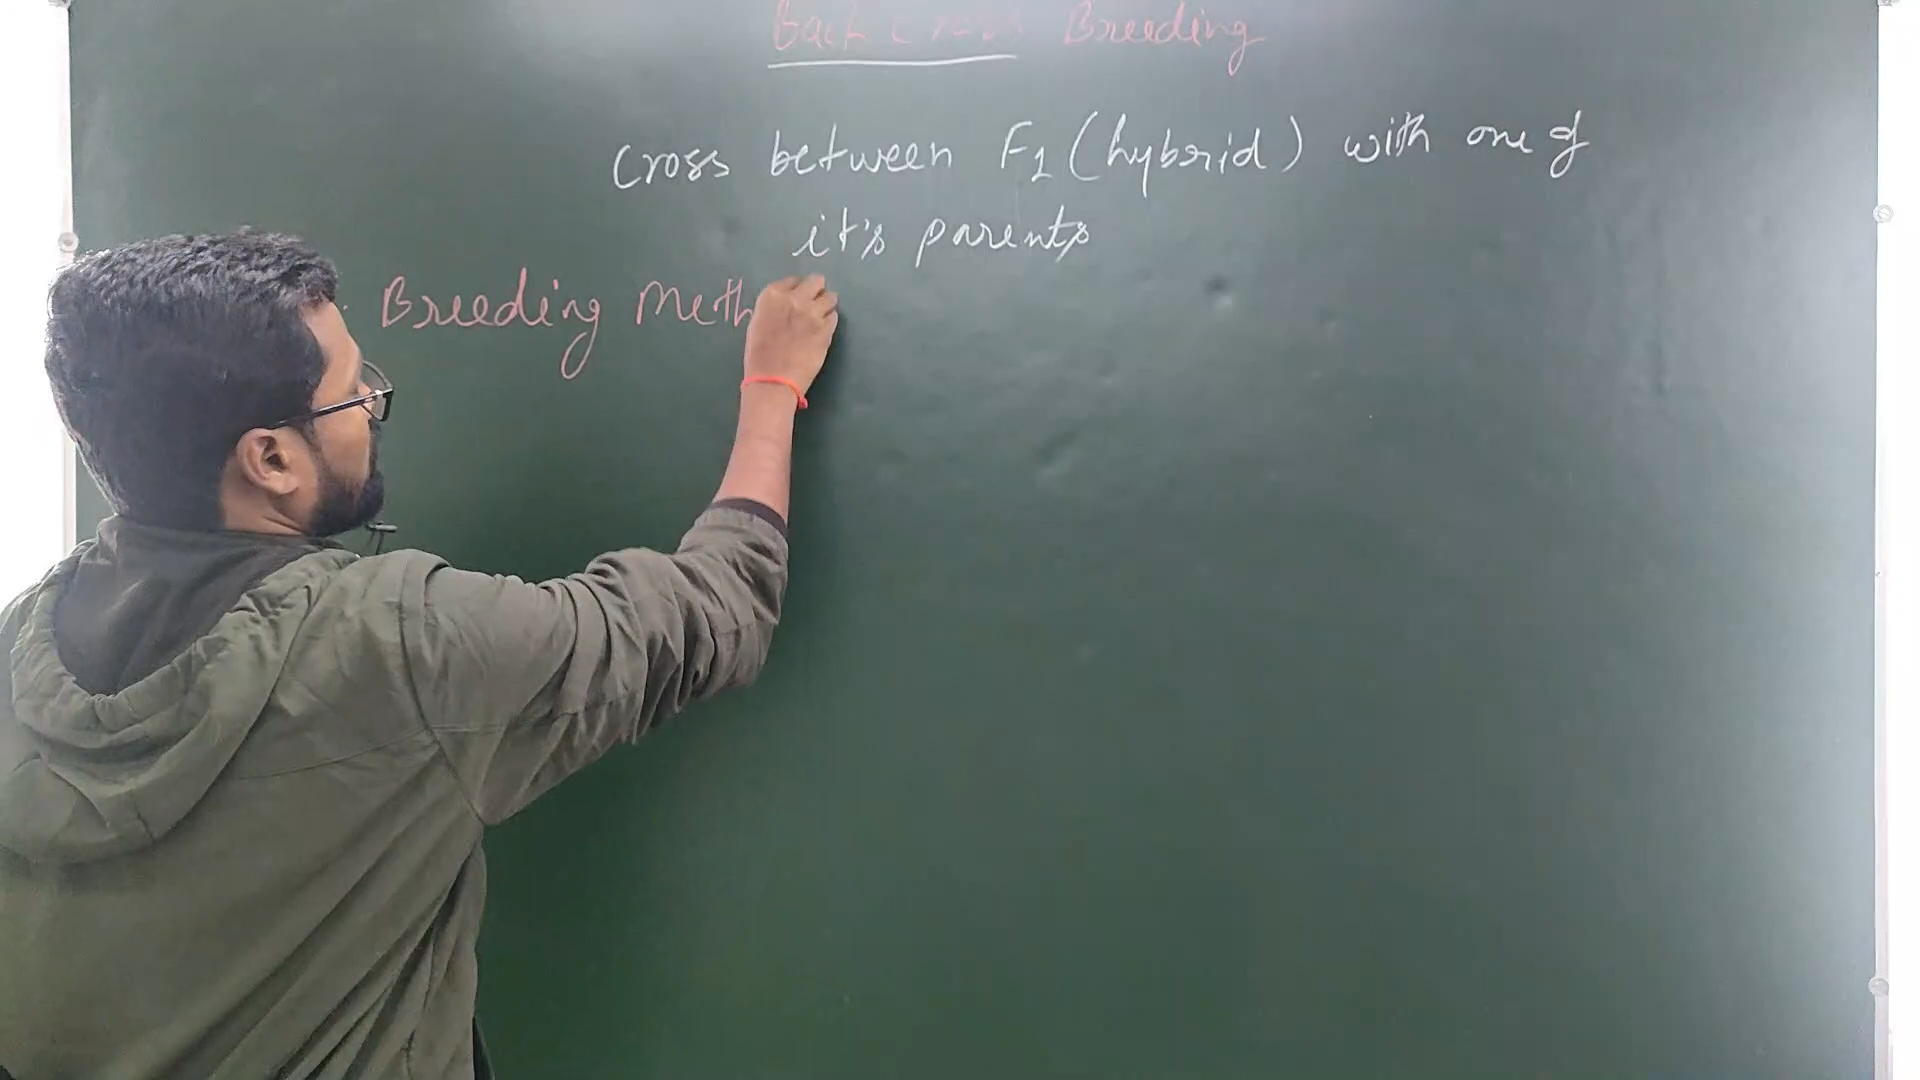 Back cross Breeding
Cross between F1 (hybrid) with one of
it's parents
Breeding Meth